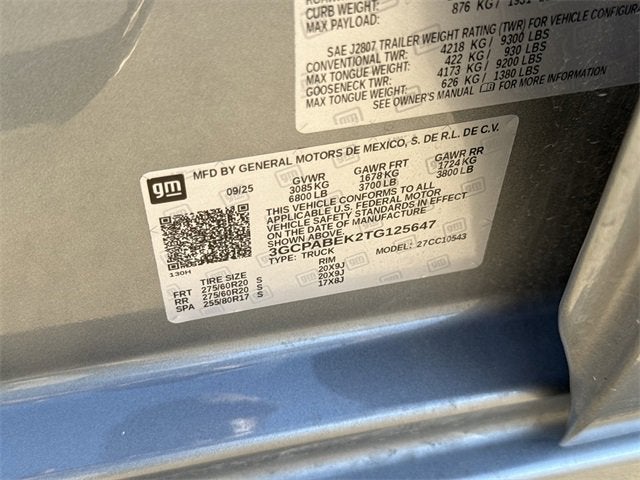 CURB WEIGHT: 876 KG / 1931
MAX PAYLOAD:
SAE J2807 TRAILER WEIGHT RATING (TWR) FOR VEHICLE CONFIGURA
CONVENTIONAL TWR: 4218 KG / 9300 LBS
MAX TONGUE WEIGHT: 422 KG / 930 LBS
GOOSENECK TWR: 4173 KG / 9200 LBS
MAX TONGUE WEIGHT: 626 KG / 1380 LBS
SEE OWNER'S MANUAL gm FOR MORE INFORMATION
gm
MFD BY GENERAL MOTORS DE MEXICO, S. DE R.L. DE C.V.
09/25 GVWR GAWR FRT GAWR RR
3085 KG 1678 KG 1724 KG
6800 LB 3700 LB 3800 LB
THIS VEHICLE CONFORMS TO ALL
APPLICABLE U.S. FEDERAL MOTOR
VEHICLE SAFETY STANDARDS IN EFFECT
ON THE DATE OF MANUFACTURE
3GCPABEK2TG125647
TYPE: TRUCK MODEL: 27CC10543
130H
TIRE SIZE RIM
FRT 275/60R20 S 20X9J
RR 275/60R20 S 20X9J
SPA 255/80R17 S 17X8J